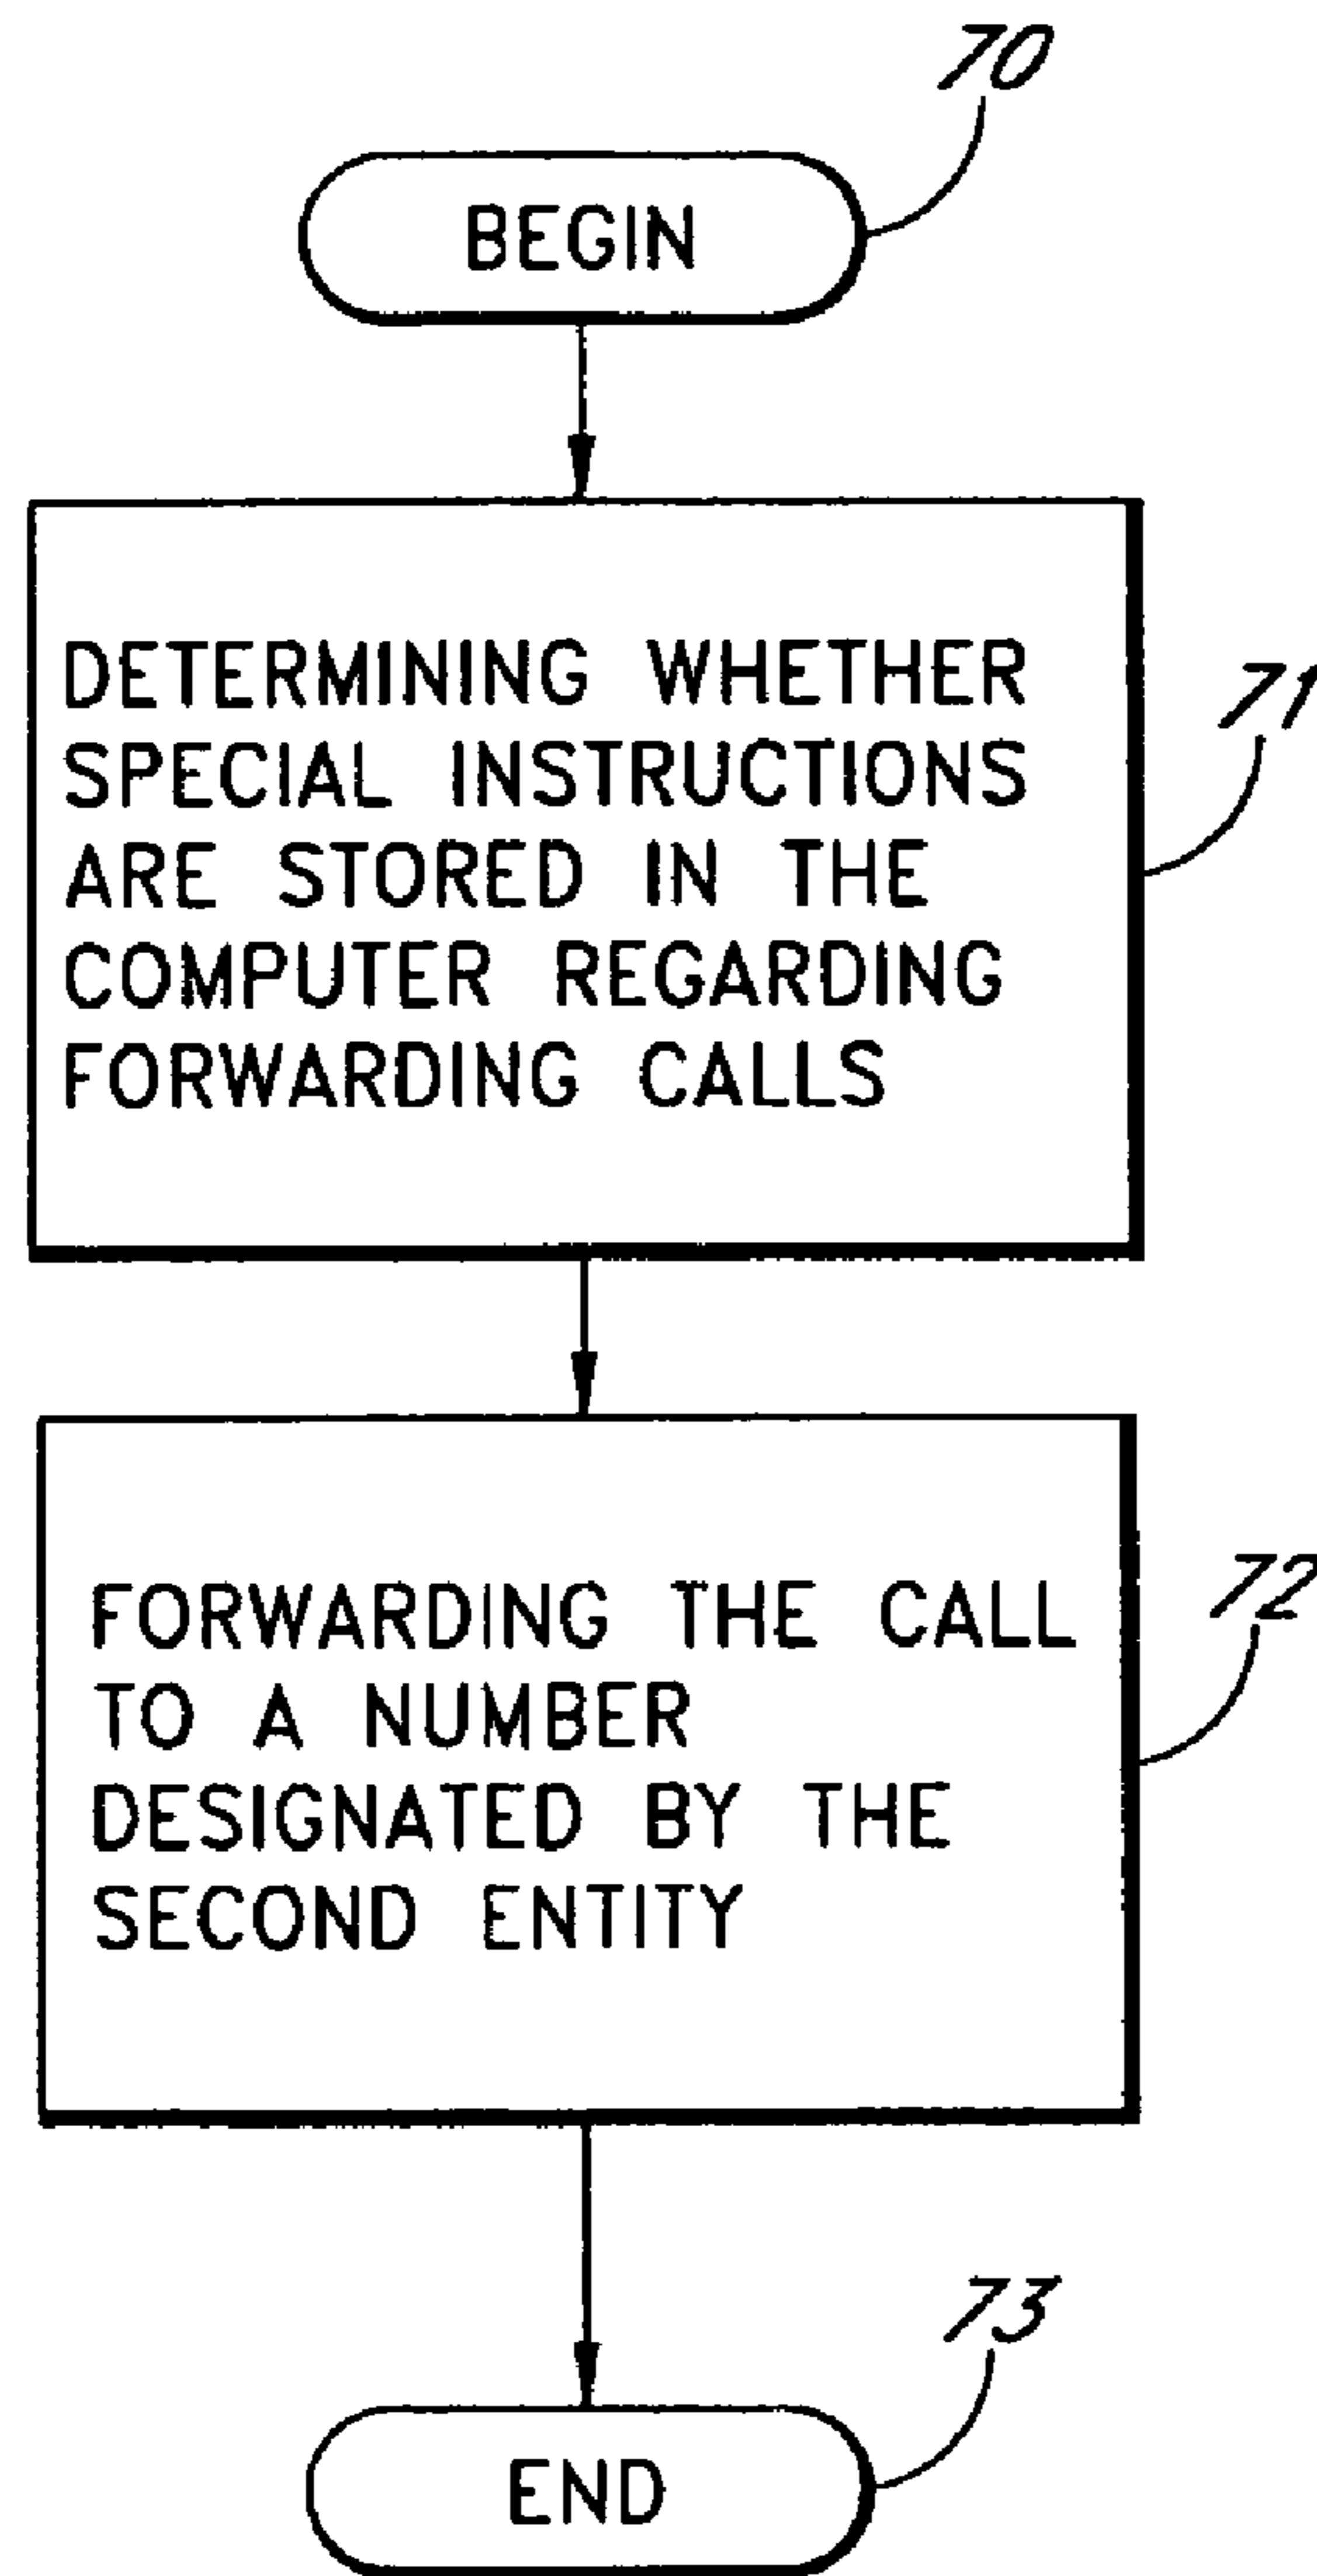 70
BEGIN
DETERMINING WHETHER
SPECIAL INSTRUCTIONS
ARE STORED IN THE
COMPUTER REGARDING
FORWARDING CALLS
71
FORWARDING THE CALL
TO A NUMBER
DESIGNATED BY THE
SECOND ENTITY
72
73
END